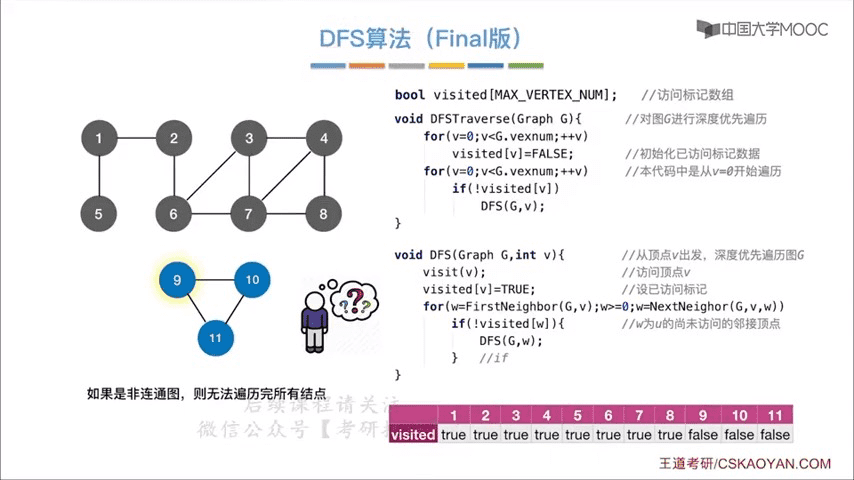 DFS算法（Final版）
中国大学MOOC
bool visited[MAX_VERTEX_NUM]; //访问标记数组
void DFSTraverse(Graph G){ //对图G进行深度优先遍历
for(v=0;v<G.vexnum;++v)
visited[v]=FALSE; //初始化已访问标记数据
for(v=0;v<G.vexnum;++v) //本代码中是从v=0开始遍历
if(!visited[v])
DFS(G,v);
}
void DFS(Graph G,int v){ //从顶点v出发，深度优先遍历图G
visit(v); //访问顶点v
visited[v]=TRUE; //设已访问标记
for(w=FirstNeighbor(G,v);w>=0;w=NextNeighor(G,v,w))
if(!visited[w]){ //w为u的尚未访问的邻接顶点
DFS(G,w);
} //if
}
1 2 3 4
5 6 7 8
9 10
11
? ? ?
如果是非连通图，则无法遍历完所有结点
后续课程请关注
微信公众号【考研
1 2 3 4 5 6 7 8 9 10 11
visited true true true true true true true true false false false
王道考研/CSKAOYAN.COM